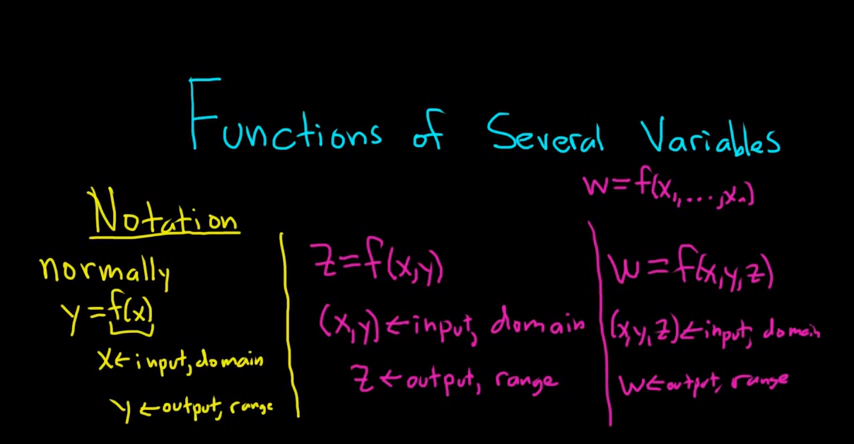 Functions of Several Variables
w=f(x₁,...,xₙ)
Notation
normally
y=f(x)
x←input,domain
y←output, range
z=f(x,y)
(x,y)←input, domain
z←output, range
w=f(x,y,z)
(x,y,z)←input, domain
w←output, range